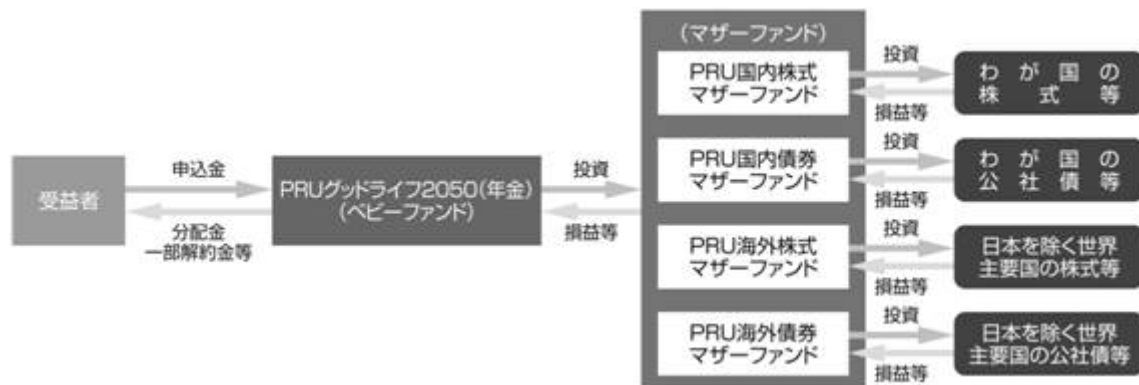 受益者
申込金
分配金
一部解約金等
PRUグッドライフ2050(年金)
(ベビーファンド)
投資
損益等
(マザーファンド)
PRU国内株式
マザーファンド
投資
損益等
わが国の
株式等
PRU国内債券
マザーファンド
投資
損益等
わが国の
公社債等
PRU海外株式
マザーファンド
投資
損益等
日本を除く世界
主要国の株式等
PRU海外債券
マザーファンド
投資
損益等
日本を除く世界
主要国の公社債等